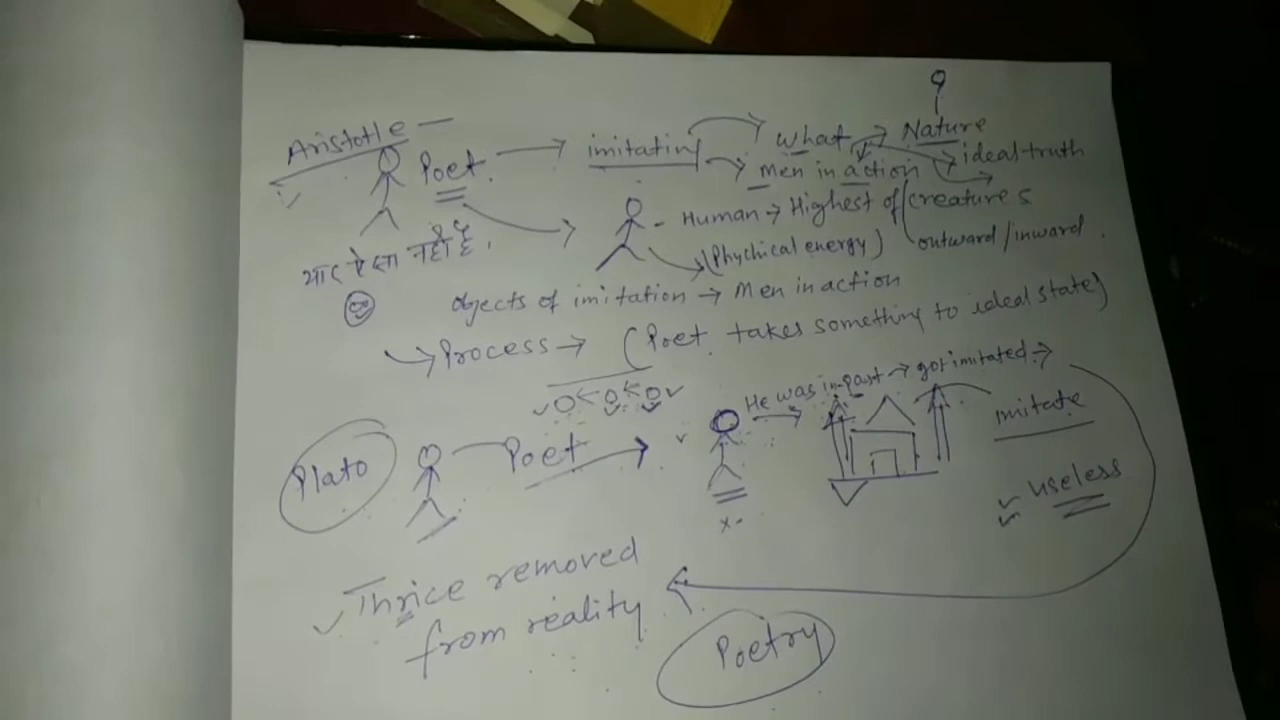 Aristotle —
Poet. → imitating → what → Nature
→ Men in action → ideal truth
- Human → Highest of creatures
(Phychical energy) outward/inward.
यार ऐसा नहीं है.
objects of imitation → Men in action
→ Process → (Poet. takes something to ideal state)
He was in past → got imitated →
Plato Poet →
imitate
useless
Thrice removed
from reality
Poetry